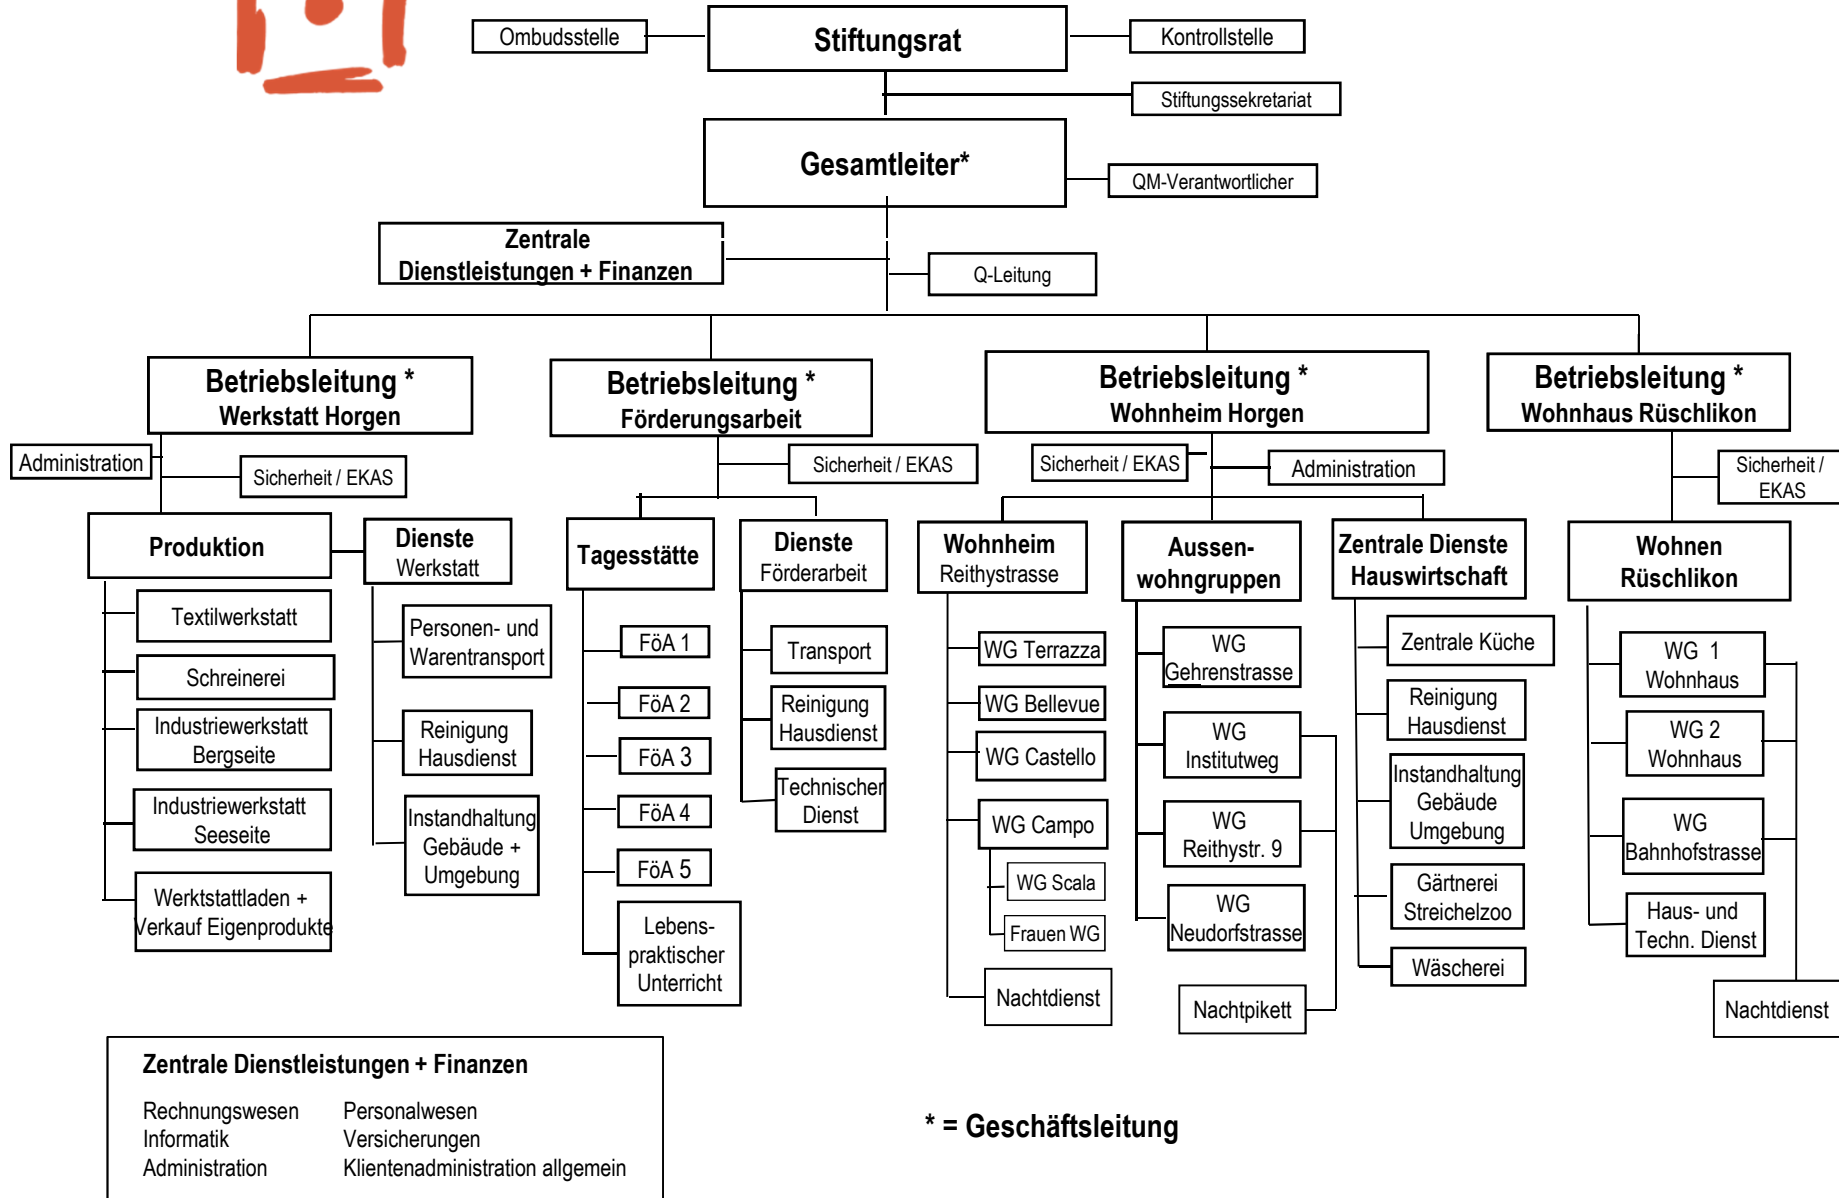 Ombudsstelle
Stiftungsrat
Kontrollstelle
Stiftungssekretariat
Gesamtleiter*
QM-Verantwortlicher
Zentrale
Dienstleistungen + Finanzen
Q-Leitung
Betriebsleitung *
Werkstatt Horgen
Betriebsleitung *
Förderungsarbeit
Betriebsleitung *
Wohnheim Horgen
Betriebsleitung *
Wohnhaus Rüschlikon
Administration
Sicherheit / EKAS
Sicherheit / EKAS
Sicherheit / EKAS
Administration
Sicherheit /
EKAS
Produktion
Dienste
Werkstatt
Tagesstätte
Dienste
Förderarbeit
Wohnheim
Reithystrasse
Aussen-
wohngruppen
Zentrale Dienste
Hauswirtschaft
Wohnen
Rüschlikon
Textilwerkstatt
Schreinerei
Industriewerkstatt
Bergseite
Industriewerkstatt
Seeseite
Werktstattladen +
Verkauf Eigenprodukte
Personen- und
Warentransport
Reinigung
Hausdienst
Instandhaltung
Gebäude +
Umgebung
FöA 1
FöA 2
FöA 3
FöA 4
FöA 5
Lebens-
praktischer
Unterricht
Transport
Reinigung
Hausdienst
Technischer
Dienst
WG Terrazza
WG Bellevue
WG Castello
WG Campo
WG Scala
Frauen WG
Nachtdienst
WG
Gehrenstrasse
WG
Institutweg
WG
Reithystr. 9
WG
Neudorfstrasse
Nachtpikett
Zentrale Küche
Reinigung
Hausdienst
Instandhaltung
Gebäude
Umgebung
Gärtnerei
Streichelzoo
Wäscherei
WG 1
Wohnhaus
WG 2
Wohnhaus
WG
Bahnhofstrasse
Haus- und
Techn. Dienst
Nachtdienst
Zentrale Dienstleistungen + Finanzen
Rechnungswesen Personalwesen
Informatik Versicherungen
Administration Klientenadministration allgemein
* = Geschäftsleitung